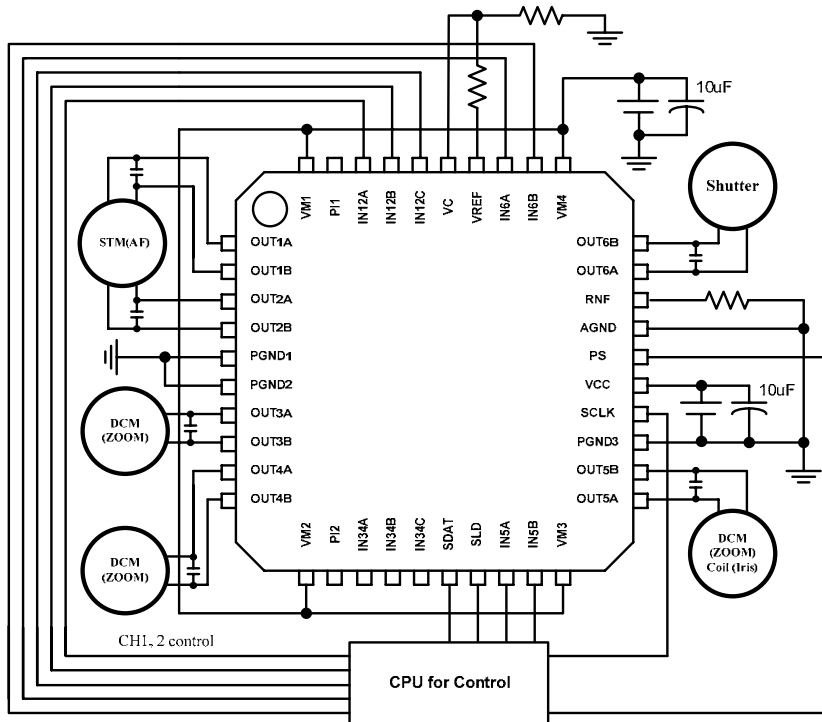 10uF
Shutter
VM1
PI1
IN12A
IN12B
IN12C
VC
VREF
IN6A
IN6B
VM4
STM(AF)
OUT1A
OUT1B
OUT2A
OUT2B
PGND1
PGND2
OUT3A
OUT3B
OUT4A
OUT4B
OUT6B
OUT6A
RNF
AGND
PS
VCC
SCLK
PGND3
OUT5B
OUT5A
10uF
DCM
(ZOOM)
DCM
(ZOOM)
DCM
(ZOOM)
Coil (Iris)
VM2
PI2
IN34A
IN34B
IN34C
SDAT
SLD
IN5A
IN5B
VM3
CH1, 2 control
CPU for Control